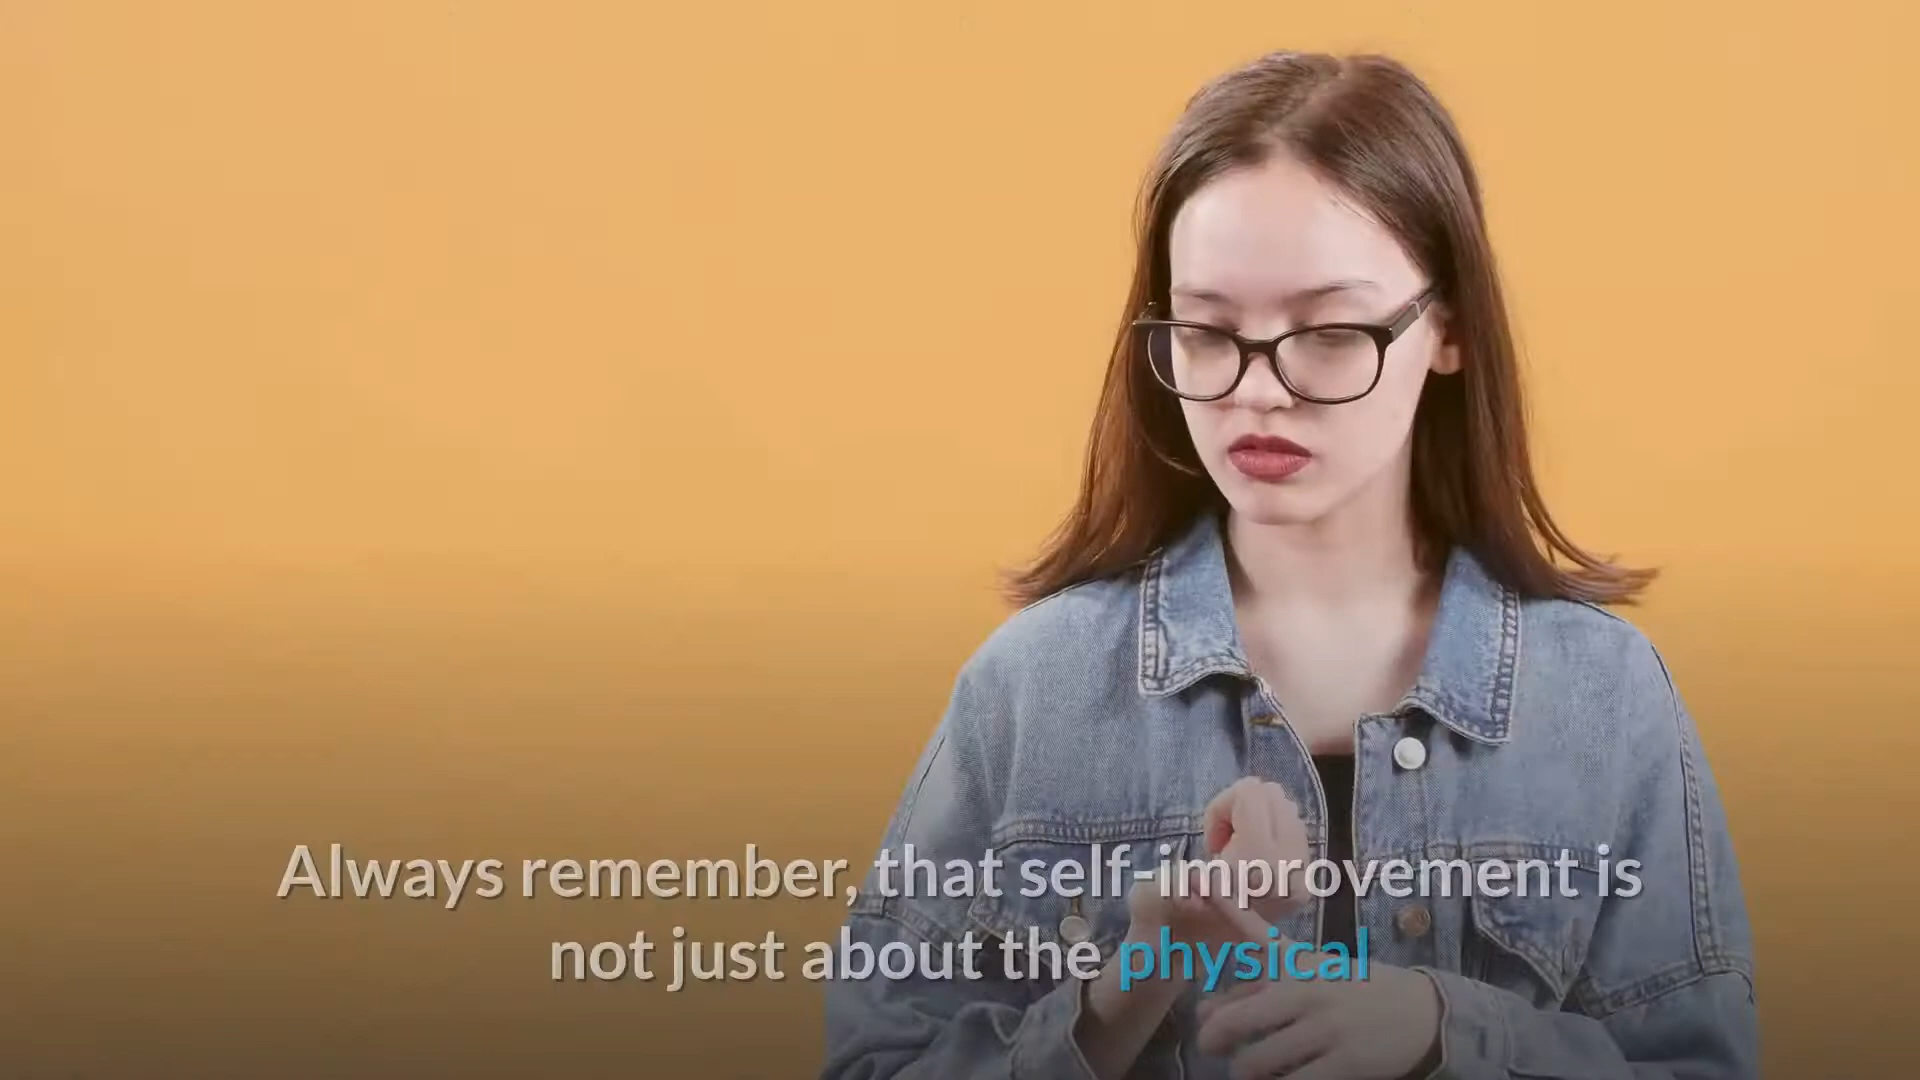 Always remember, that self-improvement is
not just about the physical